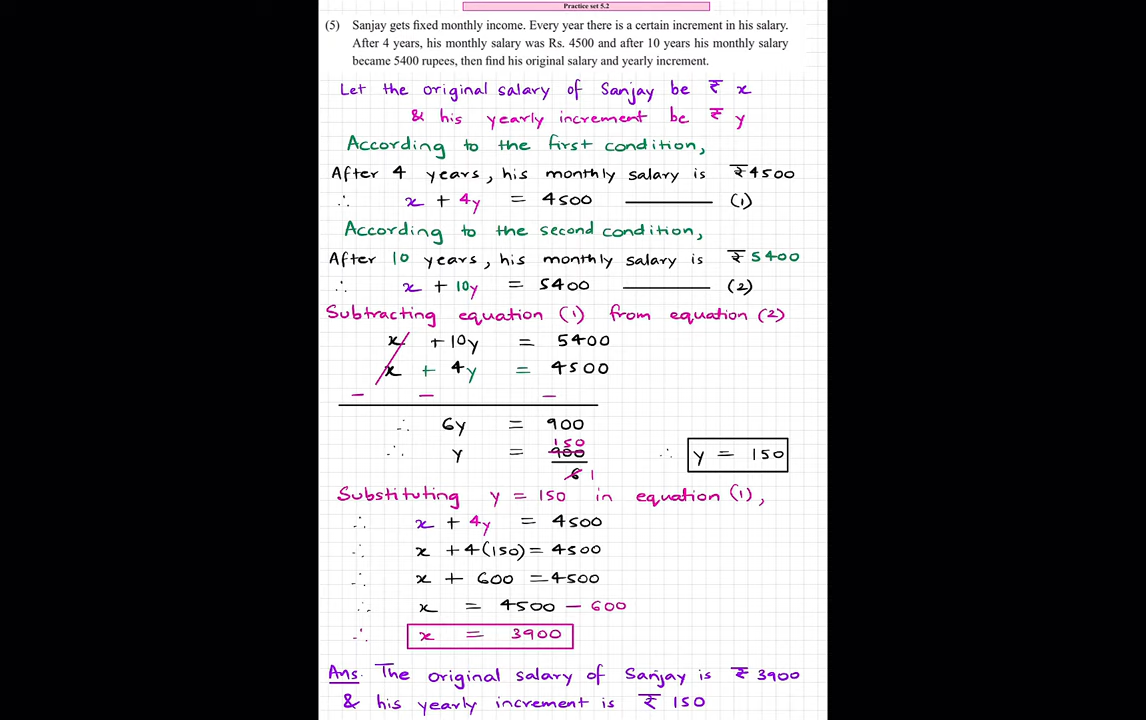 Practice set 5.2
(5) Sanjay gets fixed monthly income. Every year there is a certain increment in his salary.
After 4 years, his monthly salary was Rs. 4500 and after 10 years his monthly salary
became 5400 rupees, then find his original salary and yearly increment.
Let the original salary of Sanjay be ₹ x
& his yearly increment be ₹ y
According to the first condition,
After 4 years, his monthly salary is ₹4500
∴ x + 4y = 4500 ——— (1)
According to the second condition,
After 10 years, his monthly salary is ₹5400
∴ x + 10y = 5400 ——— (2)
Subtracting equation (1) from equation (2)
x + 10y = 5400
x + 4y = 4500
− − −
∴ 6y = 900
150
∴ y = 900 ∴ y = 150
6 1
Substituting y = 150 in equation (1),
∴ x + 4y = 4500
∴ x + 4(150) = 4500
∴ x + 600 = 4500
∴ x = 4500 − 600
∴ x = 3900
Ans. The original salary of Sanjay is ₹ 3900
& his yearly increment is ₹ 150